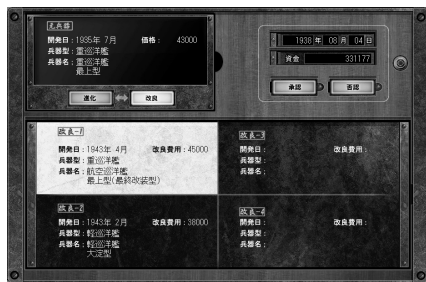 元兵器
開発日：1935年 7月 価格： 43000
兵器型：重巡洋艦
兵器名：重巡洋艦
最上型
進化 改良
1938 年 08 月 04 日
資金 331177
承認 否認
改良-1
開発日：1943年 4月 改良費用：45000
兵器型：重巡洋艦
兵器名：航空巡洋艦
最上型(最終改装型)
改良-2
開発日：1943年 2月 改良費用：38000
兵器型：軽巡洋艦
兵器名：軽巡洋艦
大淀型
改良-3
開発日： 改良費用：
兵器型：
兵器名：
改良-4
開発日： 改良費用：
兵器型：
兵器名：